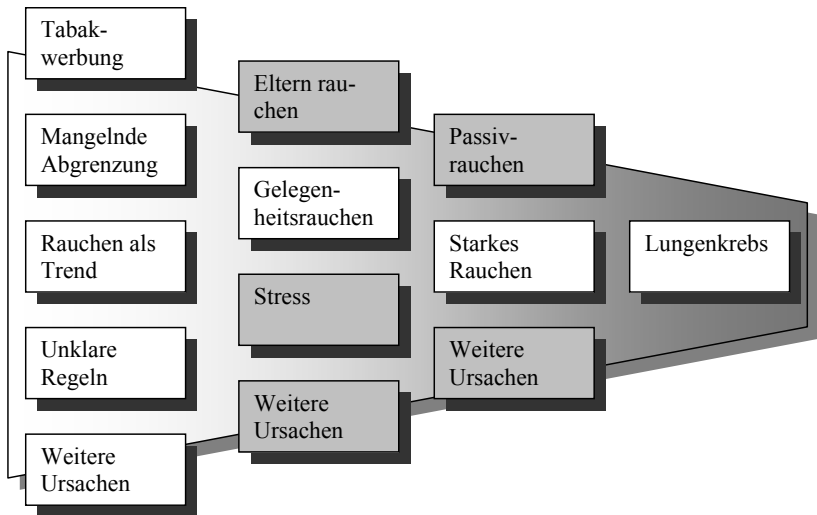 Tabak-
werbung
Mangelnde
Abgrenzung
Rauchen als
Trend
Unklare
Regeln
Weitere
Ursachen
Eltern rau-
chen
Gelegen-
heitsrauchen
Stress
Weitere
Ursachen
Passiv-
rauchen
Starkes
Rauchen
Weitere
Ursachen
Lungenkrebs